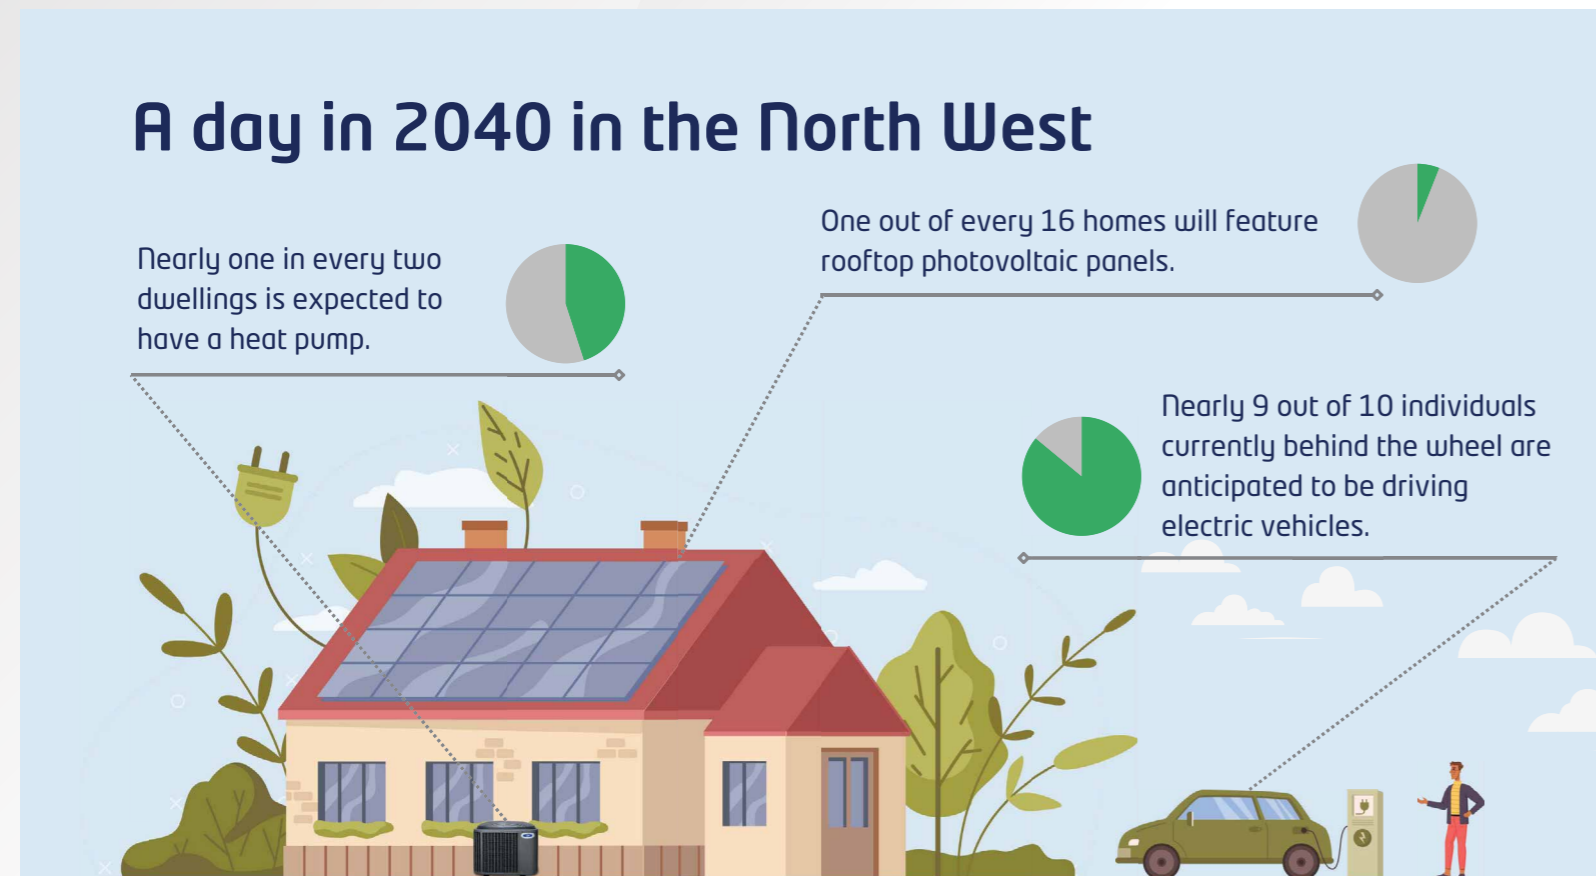 A day in 2040 in the North West
Nearly one in every two
dwellings is expected to
have a heat pump.
One out of every 16 homes will feature
rooftop photovoltaic panels.
Nearly 9 out of 10 individuals
currently behind the wheel are
anticipated to be driving
electric vehicles.